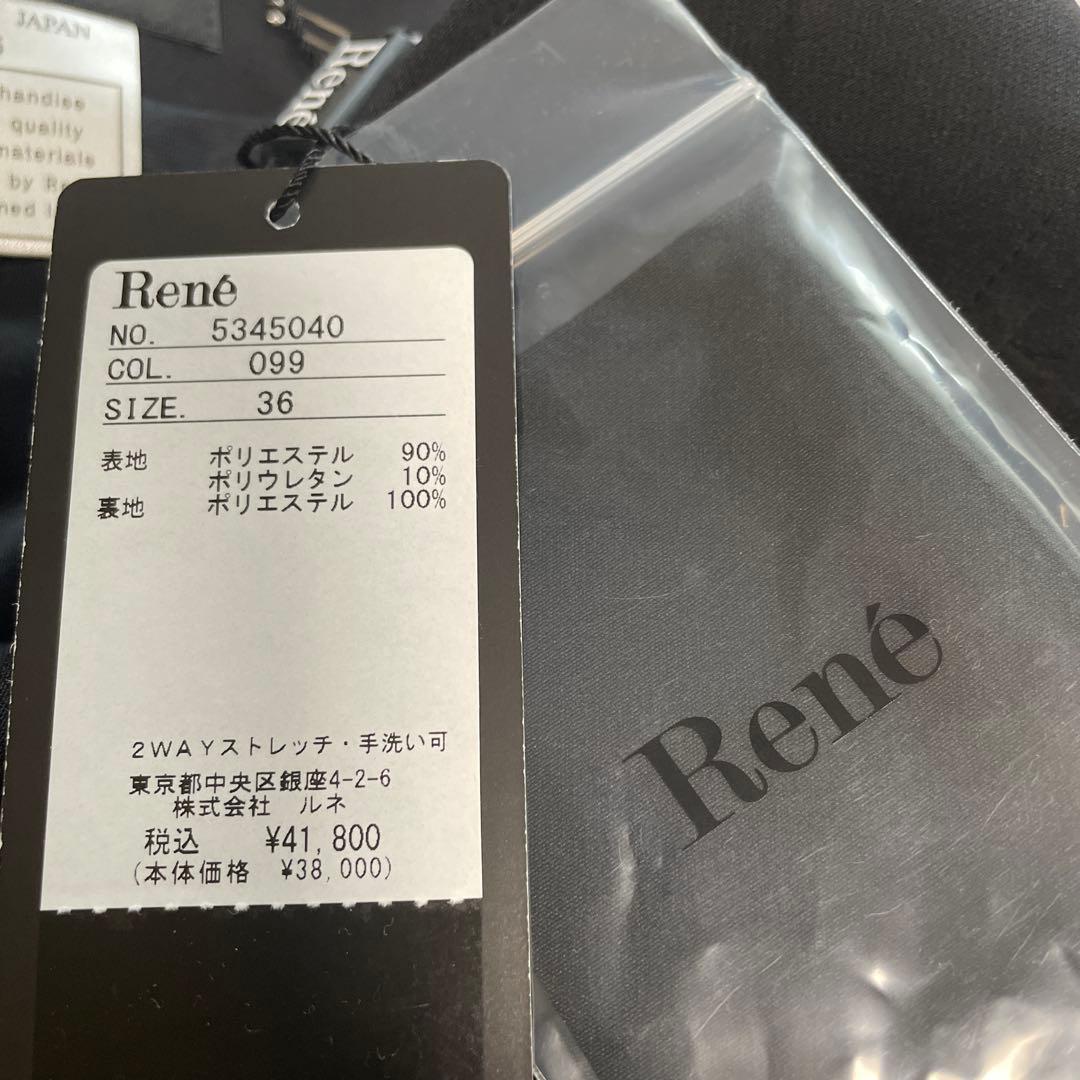 JAPAN
quality
materials
by
René
René
NO. 5345040
COL. 099
SIZE. 36
表地 ポリエステル 90%
ポリウレタン 10%
裏地 ポリエステル 100%
2WAYストレッチ・手洗い可
東京都中央区銀座4-2-6
株式会社 ルネ
税込 ¥41,800
(本体価格 ¥38,000)
René